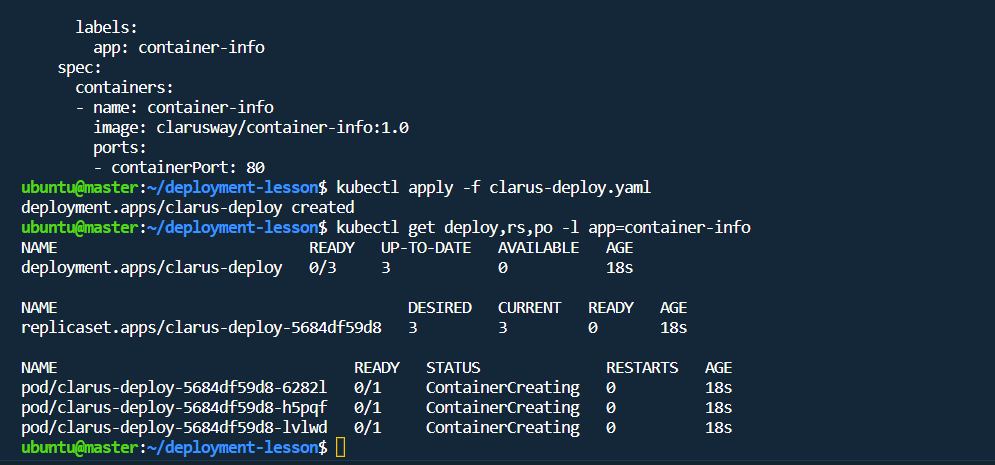 labels:
app: container-info
spec:
containers:
- name: container-info
image: clarusway/container-info:1.0
ports:
- containerPort: 80
ubuntu@master:~/deployment-lesson$ kubectl apply -f clarus-deploy.yaml
deployment.apps/clarus-deploy created
ubuntu@master:~/deployment-lesson$ kubectl get deploy,rs,po -l app=container-info
NAME READY UP-TO-DATE AVAILABLE AGE
deployment.apps/clarus-deploy 0/3 3 0 18s
NAME DESIRED CURRENT READY AGE
replicaset.apps/clarus-deploy-5684df59d8 3 3 0 18s
NAME READY STATUS RESTARTS AGE
pod/clarus-deploy-5684df59d8-6282l 0/1 ContainerCreating 0 18s
pod/clarus-deploy-5684df59d8-h5pqf 0/1 ContainerCreating 0 18s
pod/clarus-deploy-5684df59d8-lvlwd 0/1 ContainerCreating 0 18s
ubuntu@master:~/deployment-lesson$